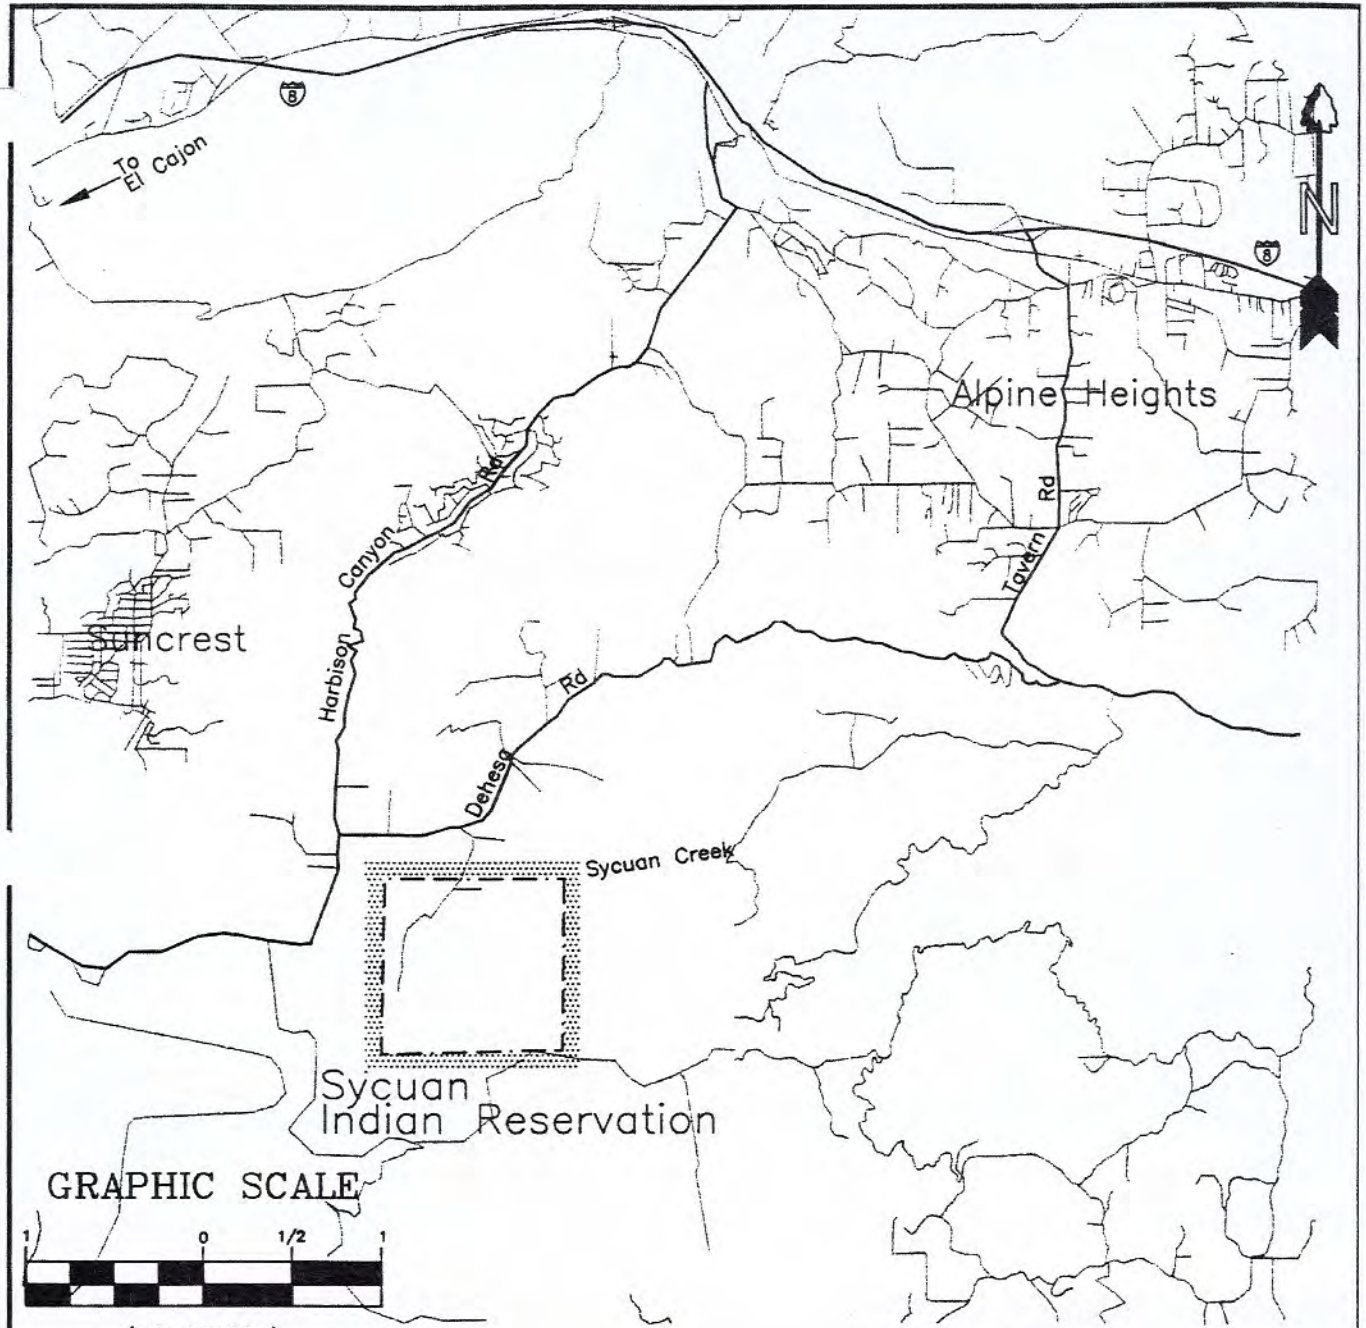 8
To
El Cajon
N
8
Alpine Heights
Rd
Canyon
Rd
Tavern
Suncrest
Harbison
Rd
Dehesa
Sycuan Creek
Sycuan
Indian Reservation
GRAPHIC SCALE
1 0 1/2 1